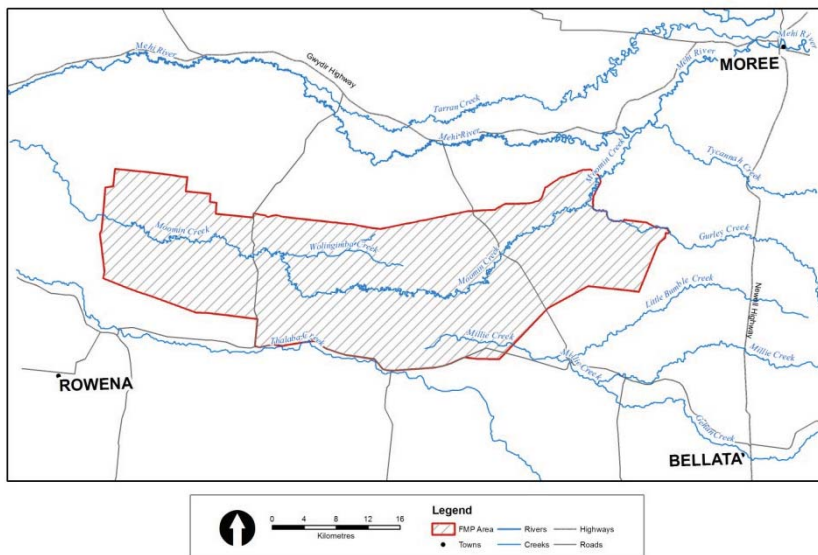 Mehi River
MOREE
Mehi River
Mehi River
Gwydir Highway
Tarran Creek
Mehi River
Tycannah Creek
Moomin Creek
Moomin Creek
Wolingimba Creek
Moomin Creek
Gurley Creek
Little Bumble Creek
Newell Highway
Thalaba Creek
Millie Creek
Millie Creek
Millie Creek
ROWENA
Creek
BELLATA
Legend
0 4 8 12 16
Kilometres
FMP Area
Rivers
Highways
Towns
Creeks
Roads